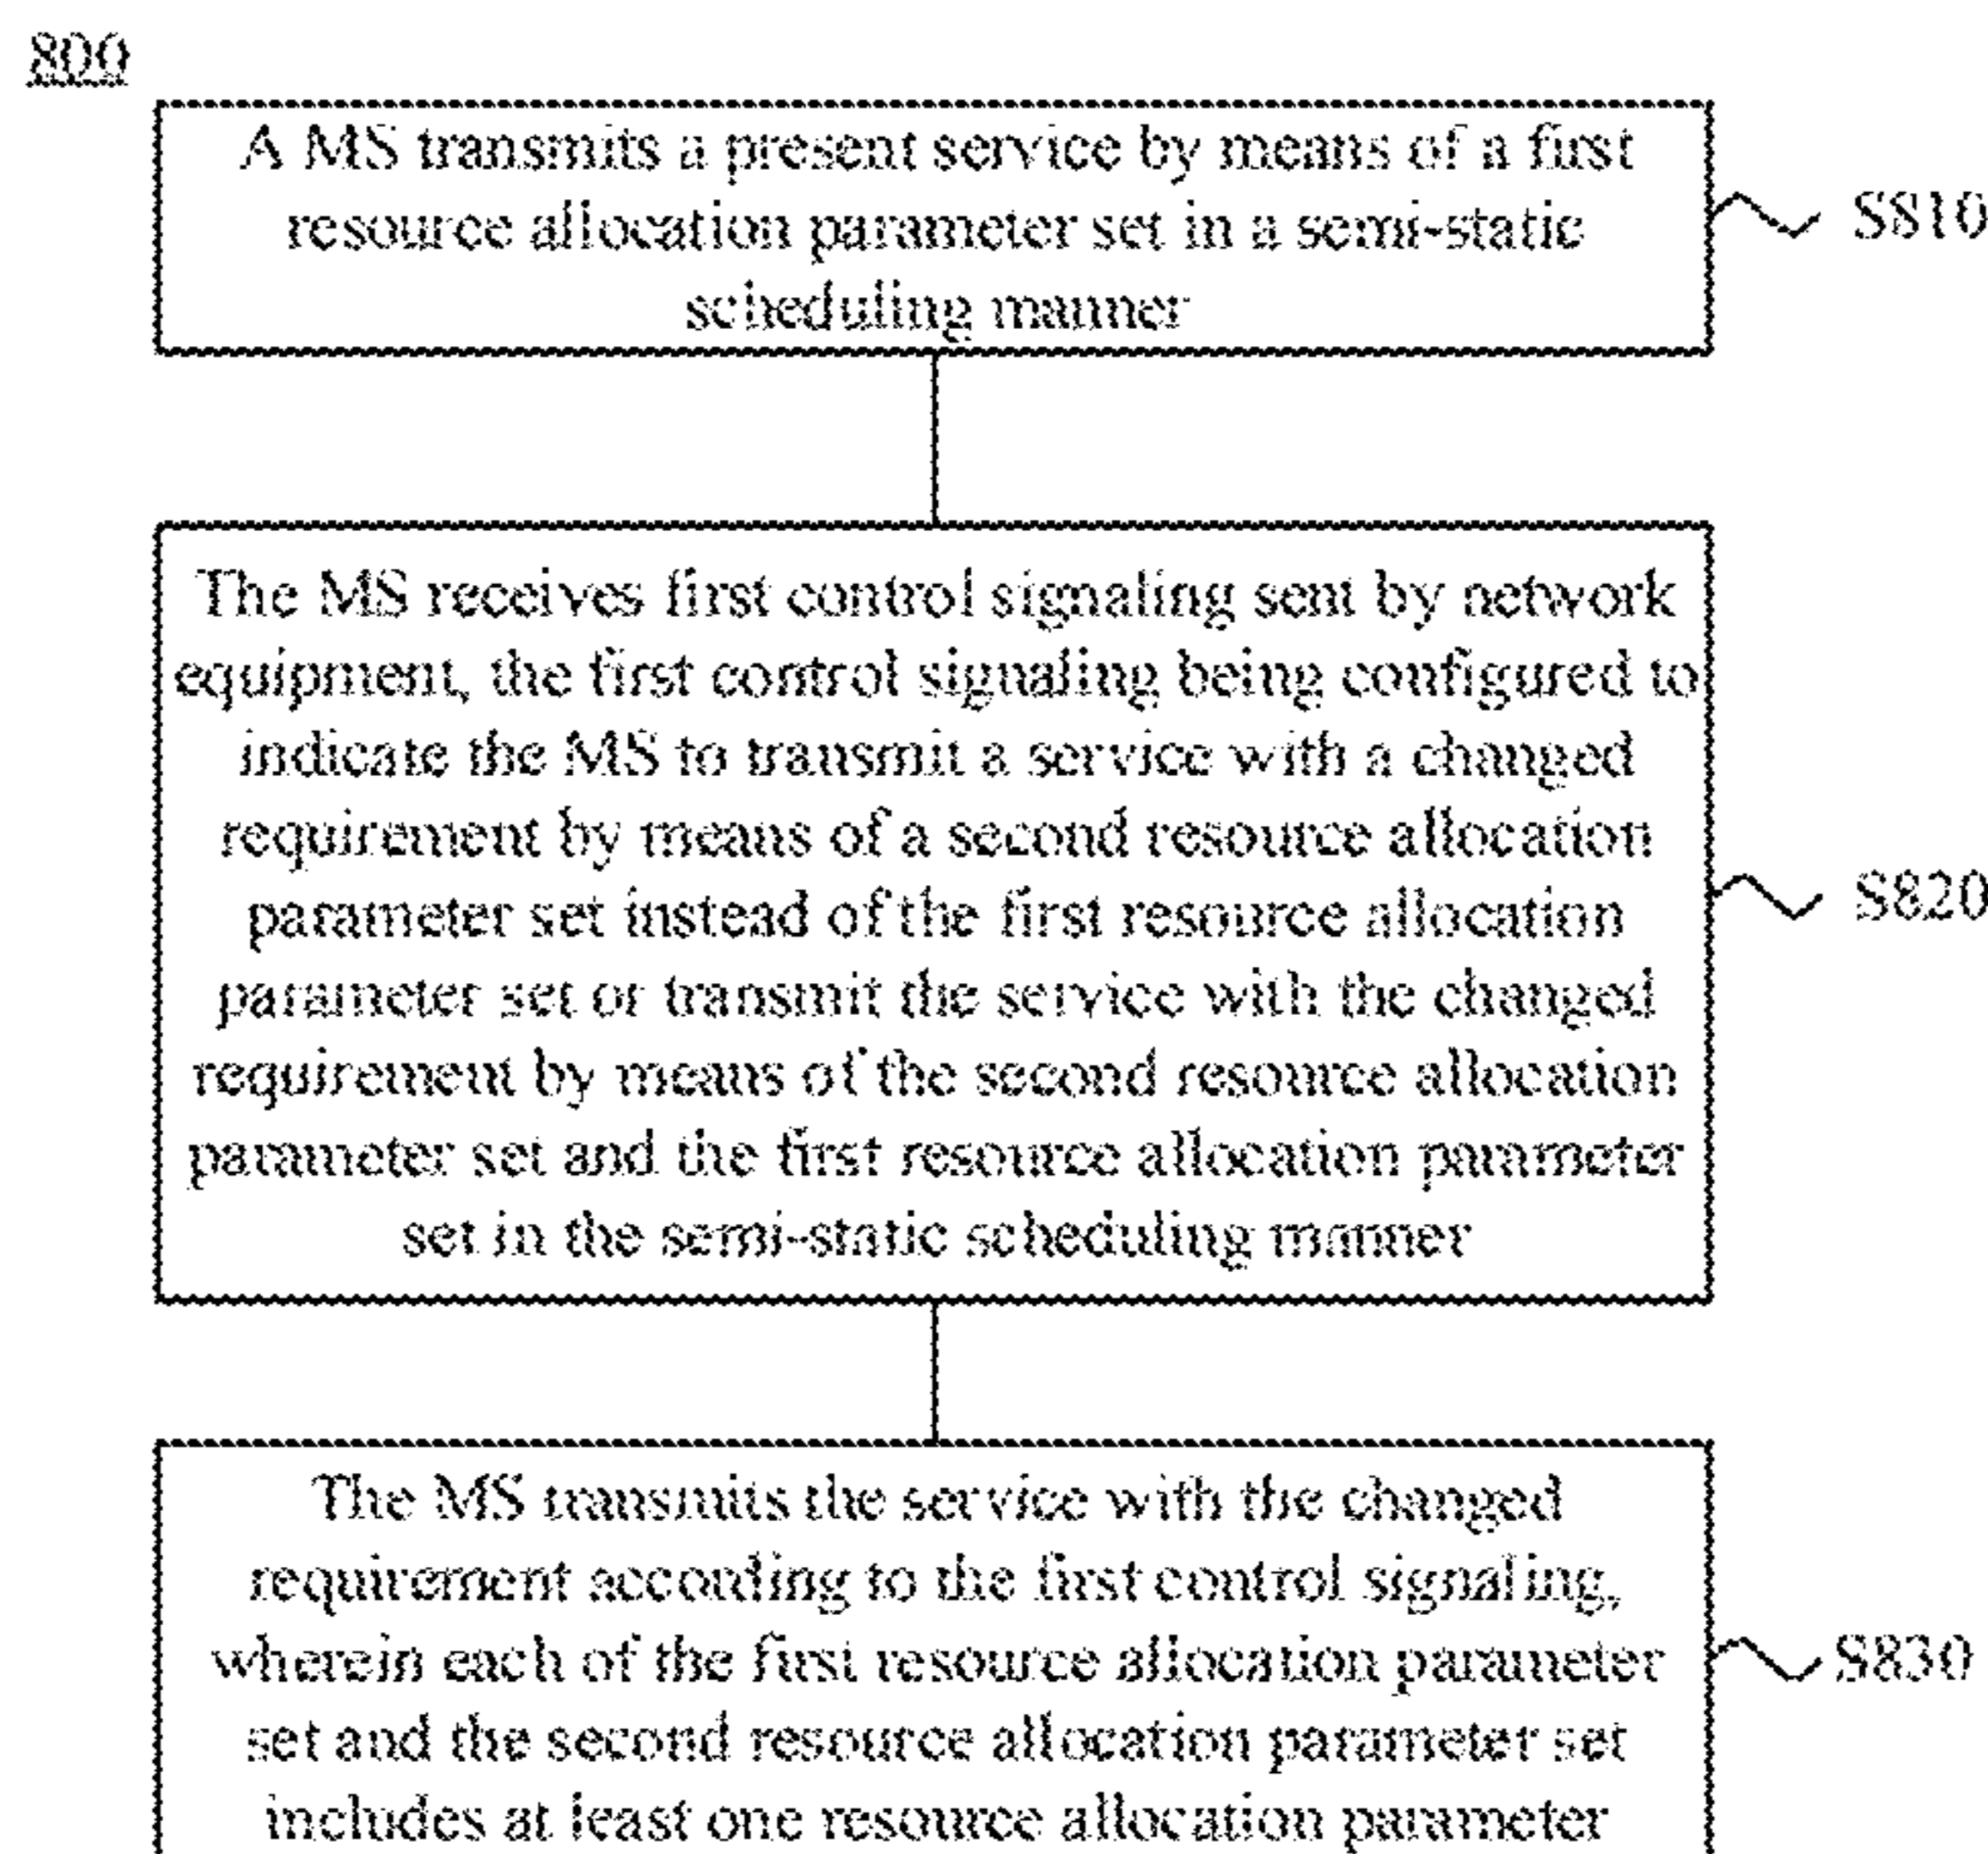 800
A MS transmits a present service by means of a first
resource allocation parameter set in a semi-static
scheduling manner
S810
The MS receives first control signaling sent by network
equipment, the first control signaling being configured to
indicate the MS to transmit a service with a changed
requirement by means of a second resource allocation
parameter set instead of the first resource allocation
parameter set or transmit the service with the changed
requirement by means of the second resource allocation
parameter set and the first resource allocation parameter
set in the semi-static scheduling manner
S820
The MS transmits the service with the changed
requirement according to the first control signaling,
wherein each of the first resource allocation parameter
set and the second resource allocation parameter set
includes at least one resource allocation parameter
S830